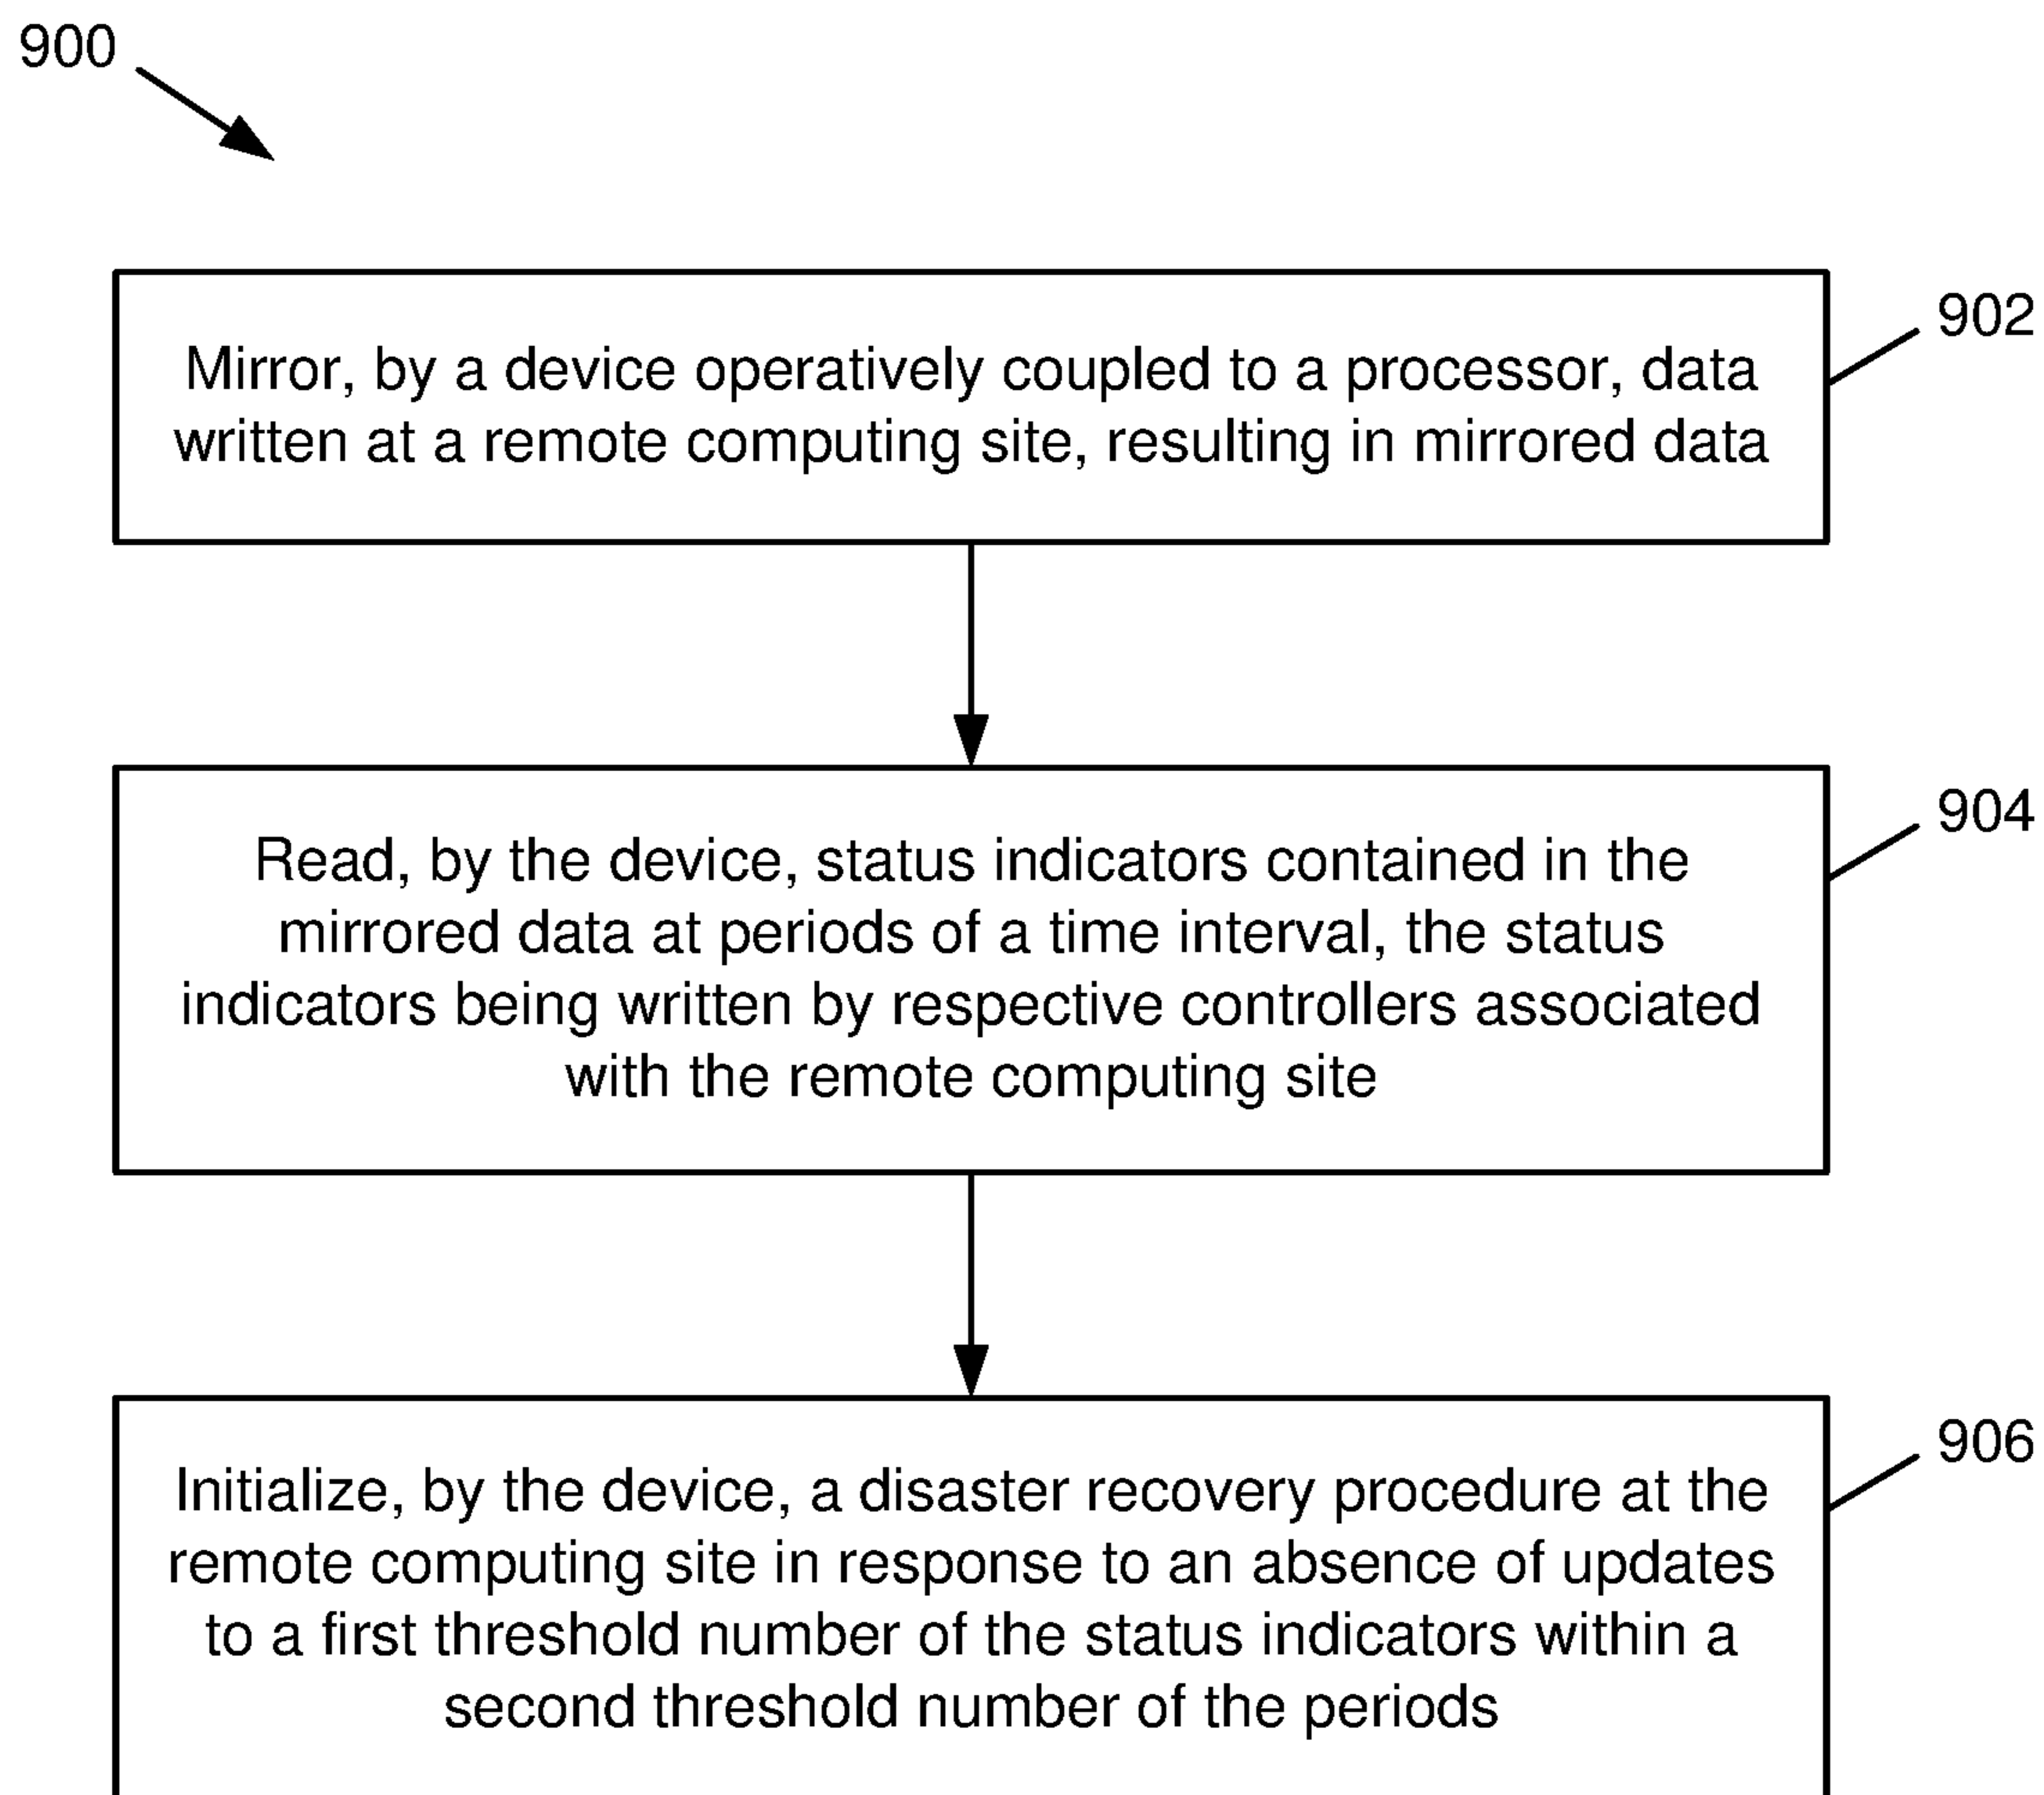 900
902
Mirror, by a device operatively coupled to a processor, data
written at a remote computing site, resulting in mirrored data
904
Read, by the device, status indicators contained in the
mirrored data at periods of a time interval, the status
indicators being written by respective controllers associated
with the remote computing site
906
Initialize, by the device, a disaster recovery procedure at the
remote computing site in response to an absence of updates
to a first threshold number of the status indicators within a
second threshold number of the periods